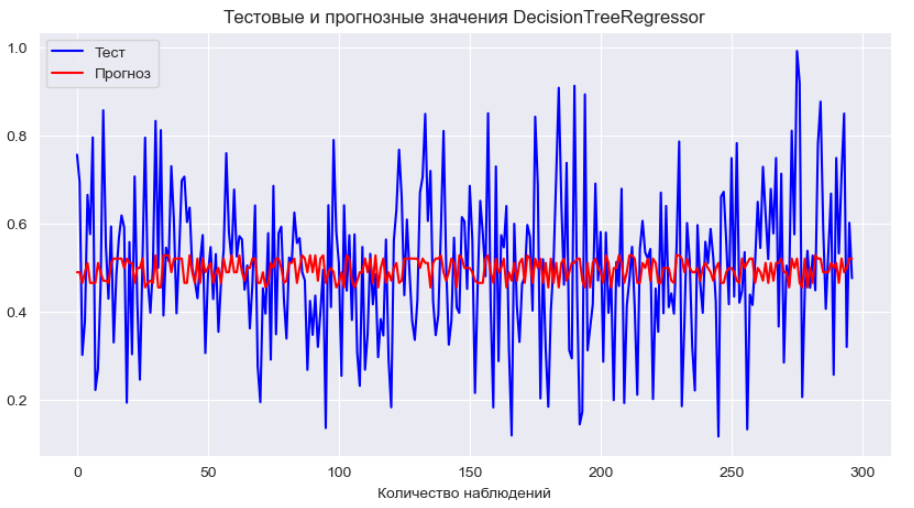 Тестовые и прогнозные значения DecisionTreeRegressor
Тест
Прогноз
1.0
0.8
0.6
0.4
0.2
0 50 100 150 200 250 300
Количество наблюдений